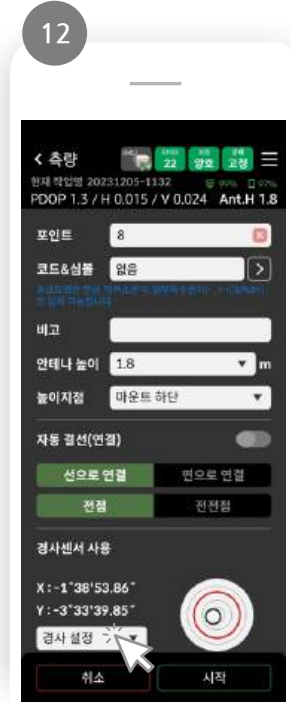 12
< 측량 22 양호 고정
현재 작업명 20231205-1132 99% 97%
PDOP 1.3 / H 0.015 / V 0.024 Ant.H 1.8
포인트 8
코드&심볼 없음 >
비고
안테나 높이 1.8 m
높이지점 마운트 하단
자동 결선(연결)
선으로 연결 면으로 연결
전점 전전점
경사센서 사용
X : -1°38'53.86"
Y : -3°33'39.85"
경사 설정
취소 시작